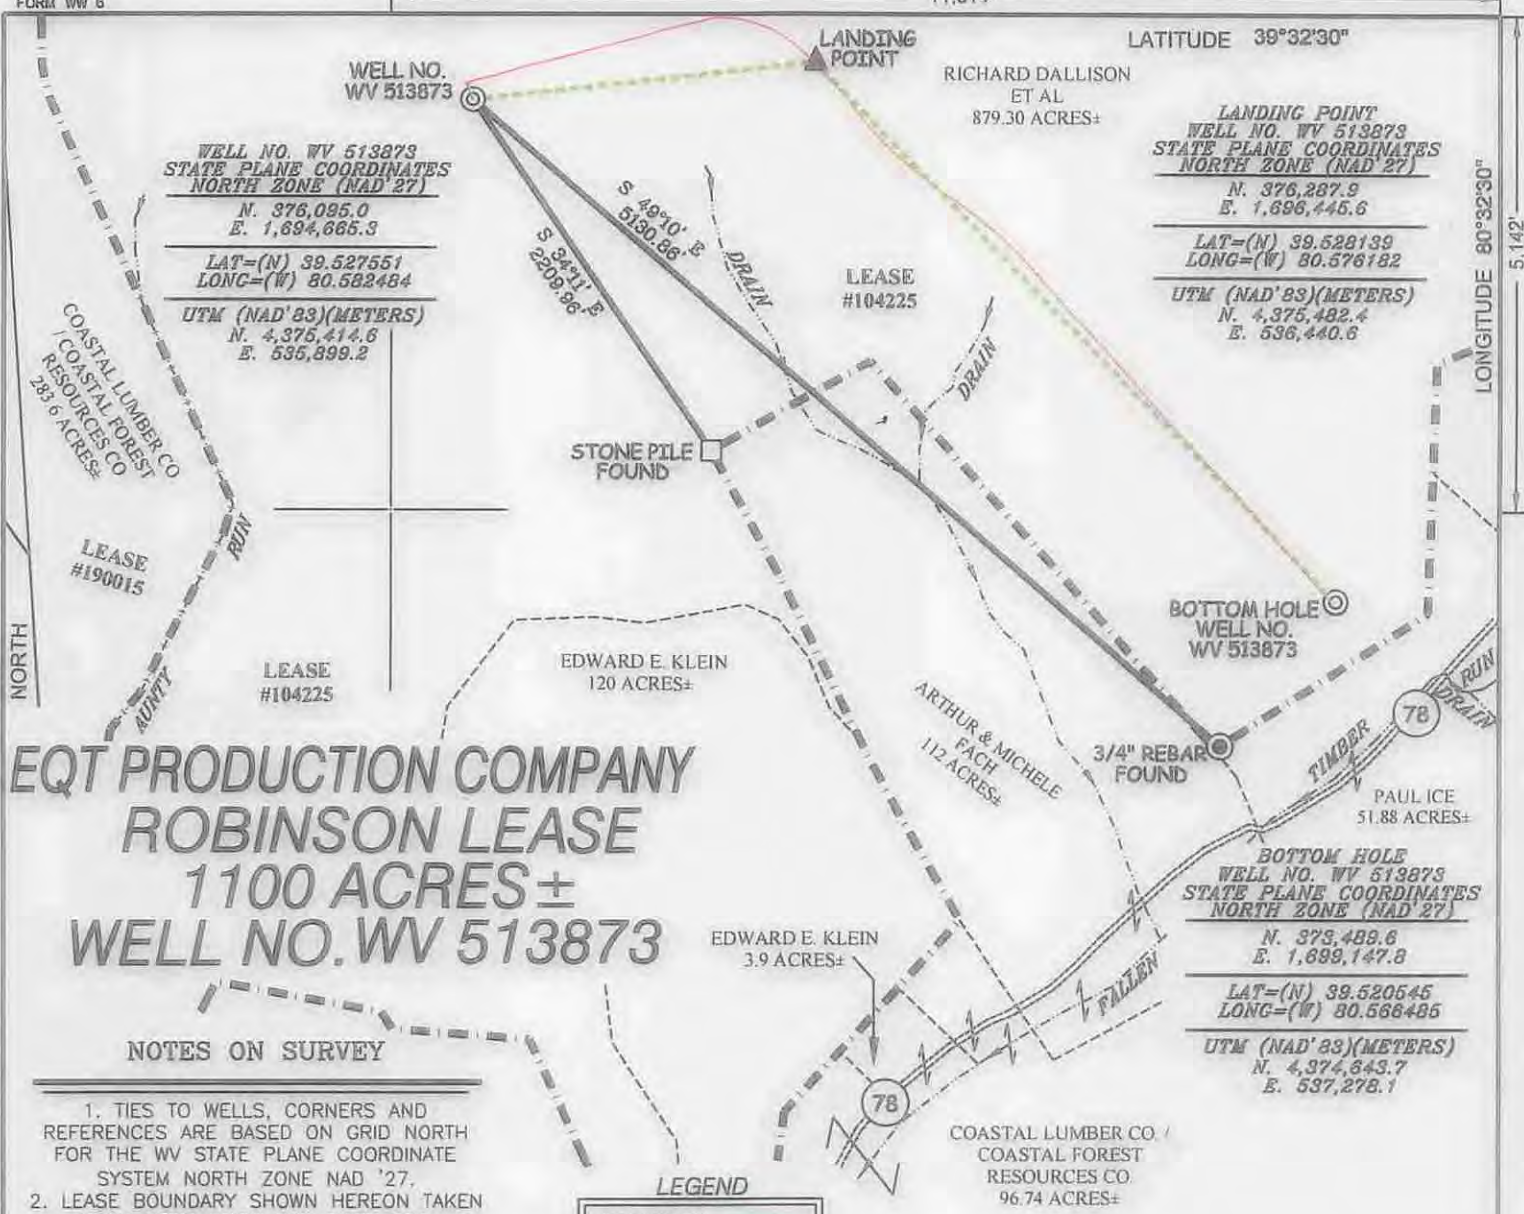 FORM WW 6
LANDING
POINT
LATITUDE 39°32'30"
WELL NO.
WV 513873
RICHARD DALLISON
ET AL
879.30 ACRES±
WELL NO. WV 513873
STATE PLANE COORDINATES
NORTH ZONE (NAD'27)
N. 376,095.0
E. 1,694,665.3
LAT=(N) 39.527551
LONG=(W) 80.582484
UTM (NAD'83)(METERS)
N. 4,375,414.6
E. 535,899.2
LANDING POINT
WELL NO. WV 513873
STATE PLANE COORDINATES
NORTH ZONE (NAD'27)
N. 376,287.9
E. 1,696,445.6
LAT=(N) 39.528139
LONG=(W) 80.576182
UTM (NAD'83)(METERS)
N. 4,375,482.4
E. 536,440.6
LONGITUDE 80°32'30"
5,142'
S 49°10' E
5130.86'
S 34°11' E
2209.96'
DRAIN
LEASE
#104225
DRAIN
COASTAL LUMBER CO
/ COASTAL FOREST
RESOURCES CO
283.6 ACRES±
STONE PILE
FOUND
RUN
LEASE
#190015
NORTH
AUNTY
LEASE
#104225
EDWARD E. KLEIN
120 ACRES±
BOTTOM HOLE
WELL NO.
WV 513873
ARTHUR & MICHELE
FACH
112 ACRES±
3/4" REBAR
FOUND
TIMBER
78
RUN
DRAIN
PAUL ICE
51.88 ACRES±
EQT PRODUCTION COMPANY
ROBINSON LEASE
1100 ACRES±
WELL NO. WV 513873
BOTTOM HOLE
WELL NO. WV 513873
STATE PLANE COORDINATES
NORTH ZONE (NAD'27)
N. 373,489.6
E. 1,699,147.8
LAT=(N) 39.520545
LONG=(W) 80.566485
UTM (NAD'83)(METERS)
N. 4,374,643.7
E. 537,278.1
EDWARD E. KLEIN
3.9 ACRES±
FALLEN
78
COASTAL LUMBER CO. /
COASTAL FOREST
RESOURCES CO
96.74 ACRES±
NOTES ON SURVEY
1. TIES TO WELLS, CORNERS AND
REFERENCES ARE BASED ON GRID NORTH
FOR THE WV STATE PLANE COORDINATE
SYSTEM NORTH ZONE NAD '27.
2. LEASE BOUNDARY SHOWN HEREON TAKEN
LEGEND